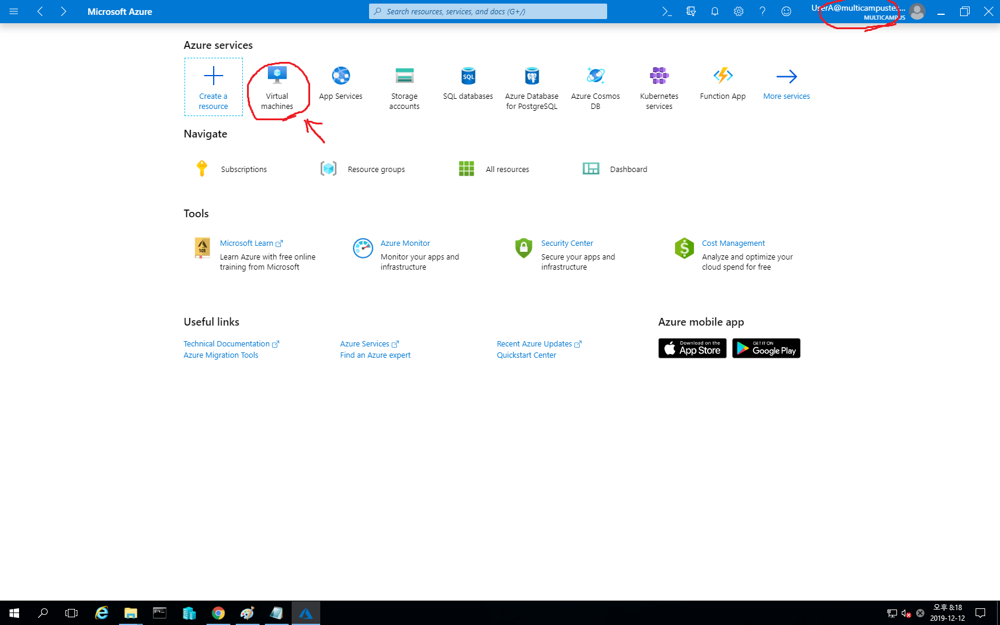 Microsoft Azure
Search resources, services, and docs (G+/)
UserA@multicampuste...
MULTICAMPUS
Azure services
Create a
resource
Virtual
machines
App Services
Storage
accounts
SQL
SQL databases
Azure Database
for PostgreSQL
Azure Cosmos
DB
Kubernetes
services
Function App
More services
Navigate
Subscriptions
Resource groups
All resources
Dashboard
Tools
101
Microsoft Learn
Learn Azure with free online
training from Microsoft
Azure Monitor
Monitor your apps and
infrastructure
Security Center
Secure your apps and
infrastructure
Cost Management
Analyze and optimize your
cloud spend for free
Useful links
Technical Documentation
Azure Migration Tools
Azure Services
Find an Azure expert
Recent Azure Updates
Quickstart Center
Azure mobile app
Download on the
App Store
GET IT ON
Google Play
오후 8:18
2019-12-12